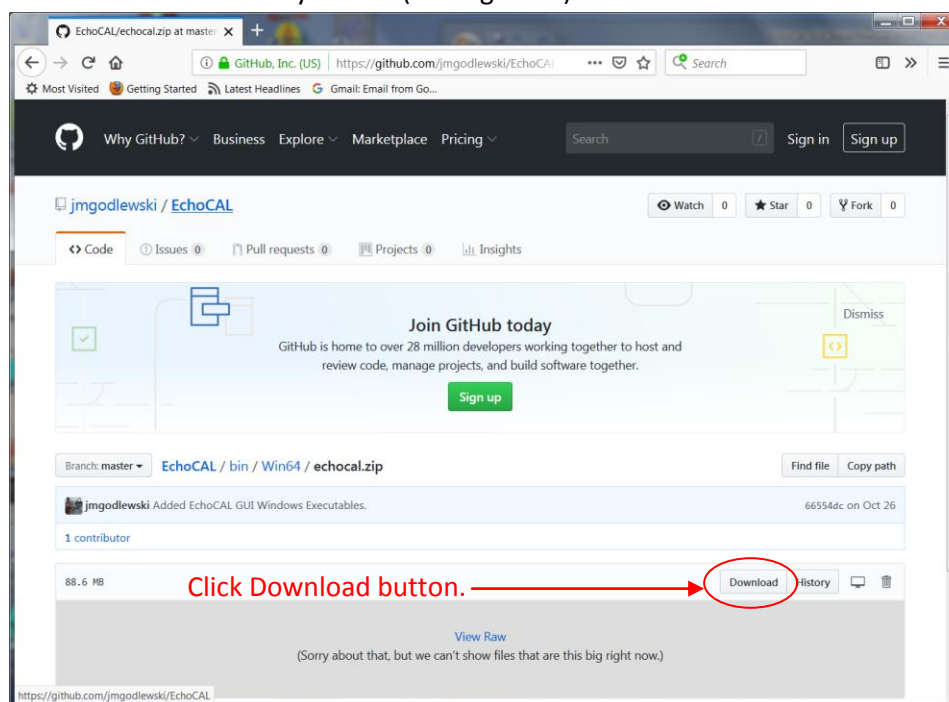 EchoCAL/echocal.zip at master
GitHub, Inc. (US) https://github.com/jmgodlewski/EchoCAL Search
Most Visited Getting Started Latest Headlines Gmail: Email from Go...
Why GitHub? Business Explore Marketplace Pricing Search / Sign in Sign up
jmgodlewski / EchoCAL Watch 0 Star 0 Fork 0
Code Issues 0 Pull requests 0 Projects 0 Insights
Dismiss
Join GitHub today
GitHub is home to over 28 million developers working together to host and
review code, manage projects, and build software together.
Sign up
Branch: master EchoCAL / bin / Win64 / echocal.zip Find file Copy path
jmgodlewski Added EchoCAL GUI Windows Executables. 66554dc on Oct 26
1 contributor
88.6 MB Click Download button. Download History
View Raw
(Sorry about that, but we can't show files that are this big right now.)
https://github.com/jmgodlewski/EchoCAL